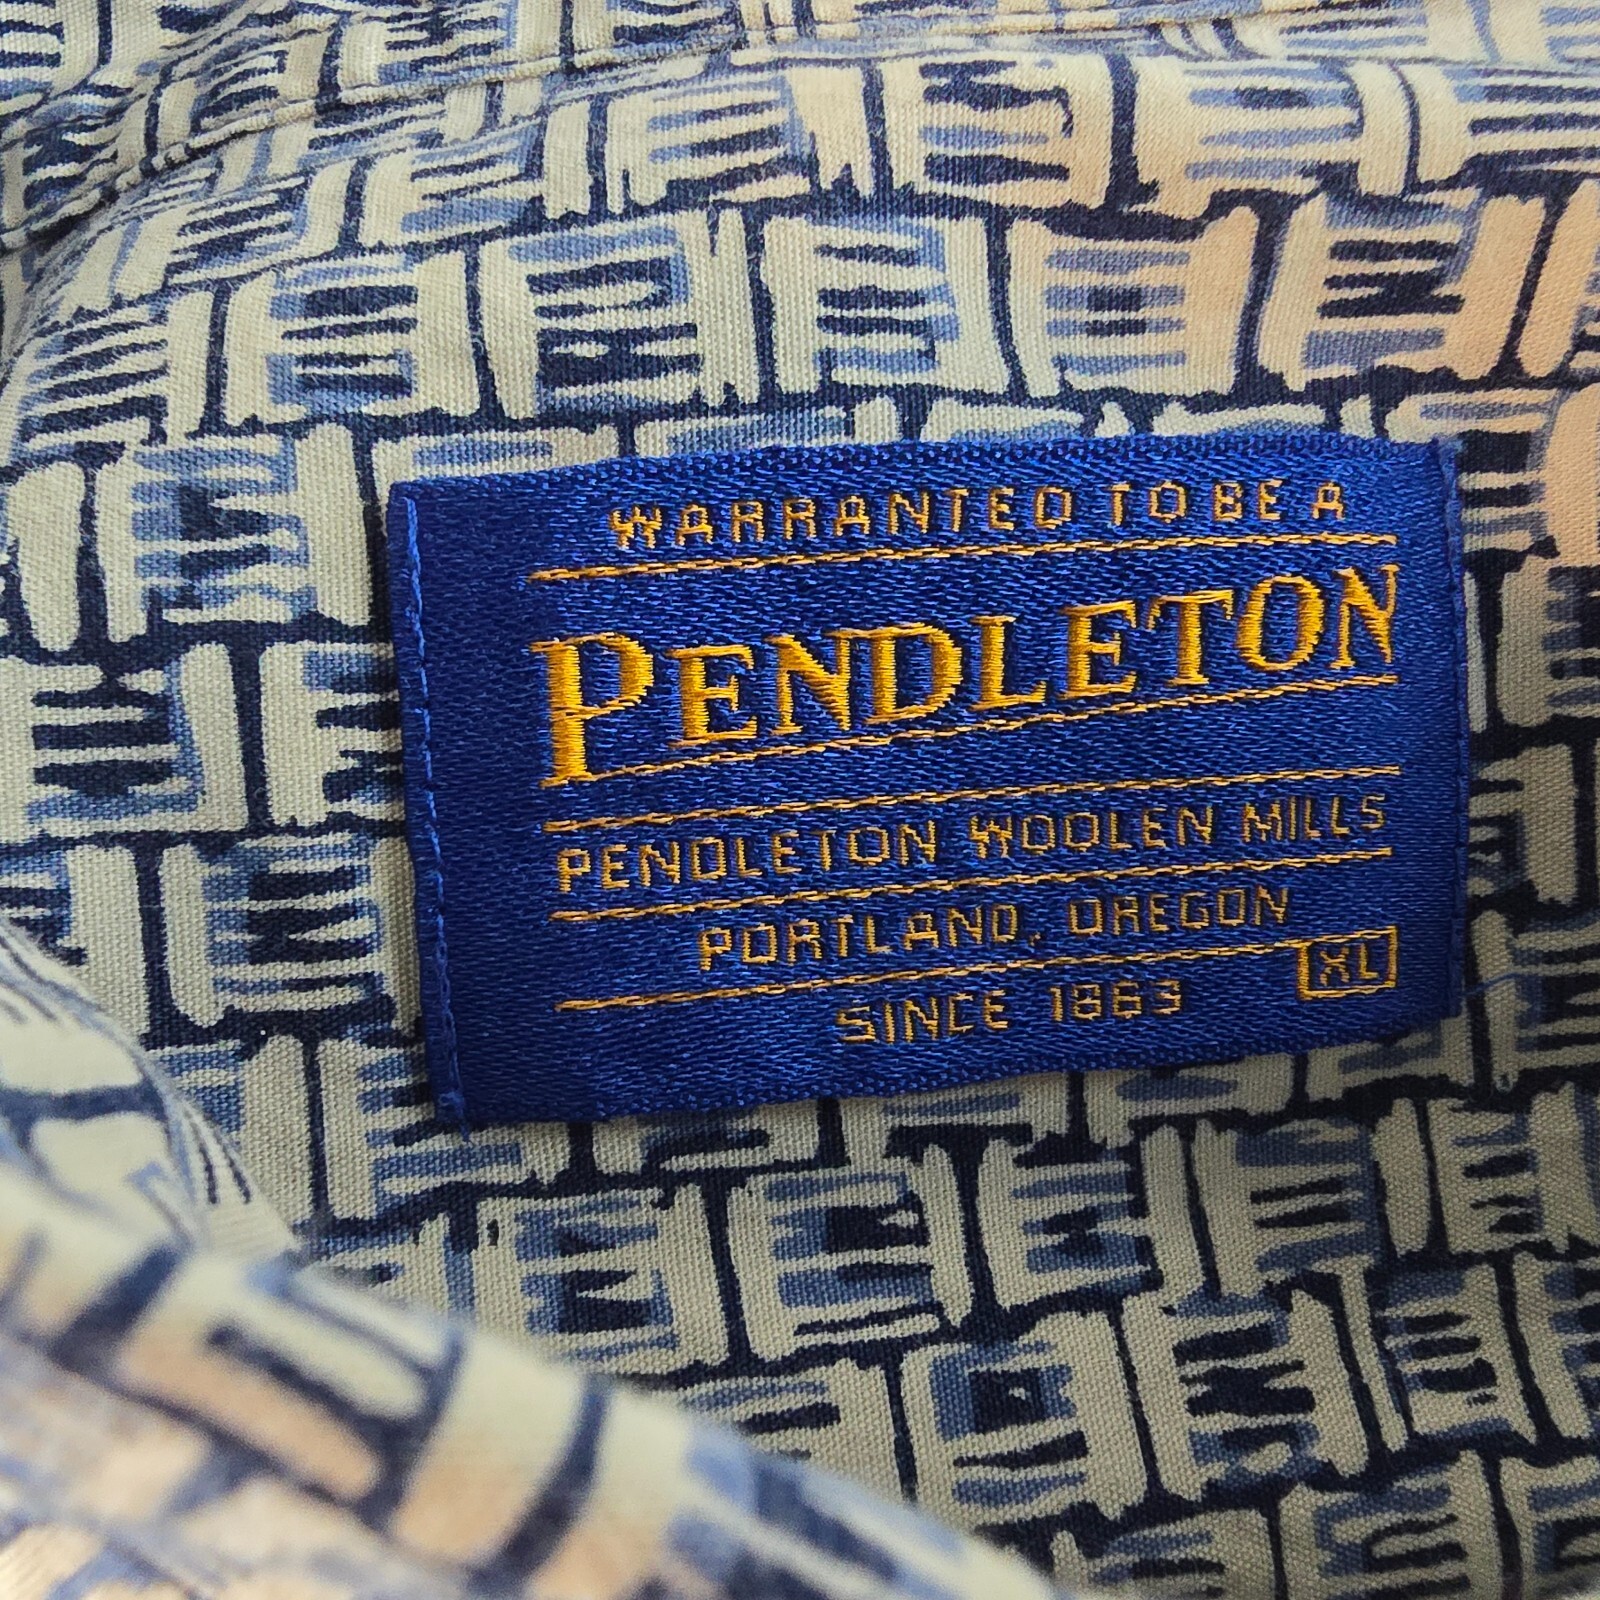 WARRANTED TO BE A
PENDLETON
PENDLETON WOOLEN MILLS
PORTLAND, OREGON
SINCE 1863
XL